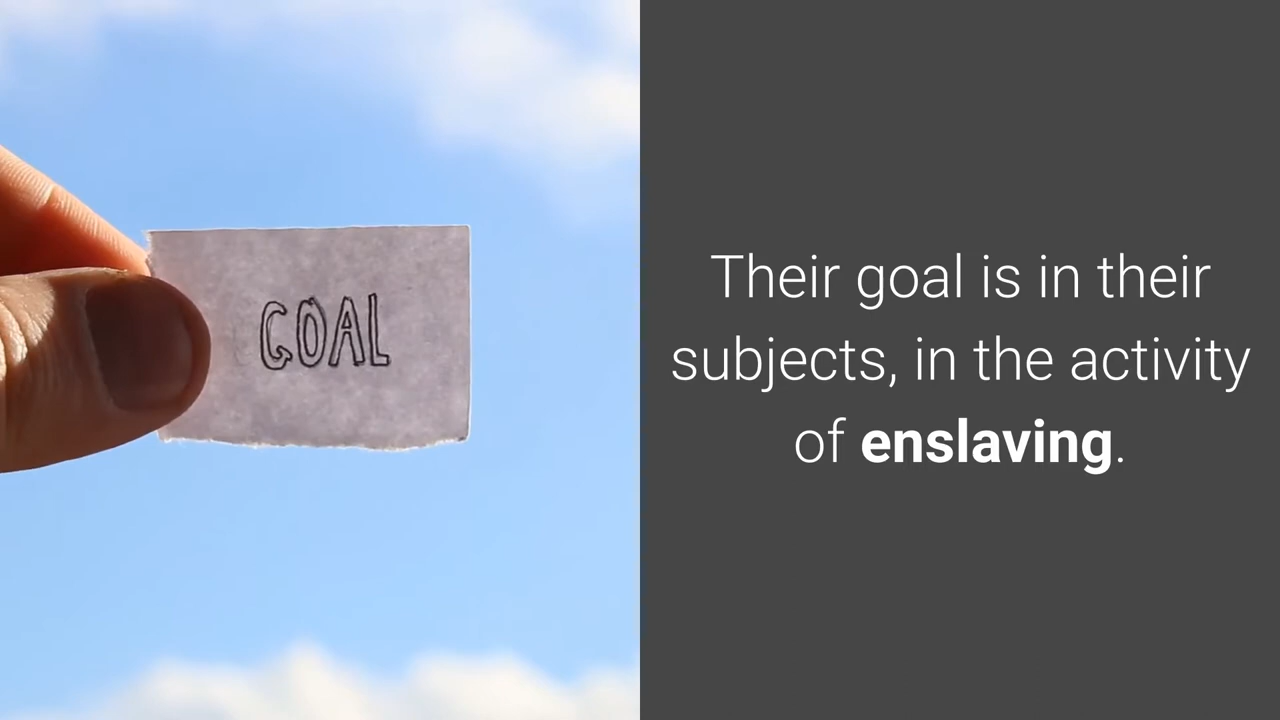 GOAL
Their goal is in their
subjects, in the activity
of enslaving.